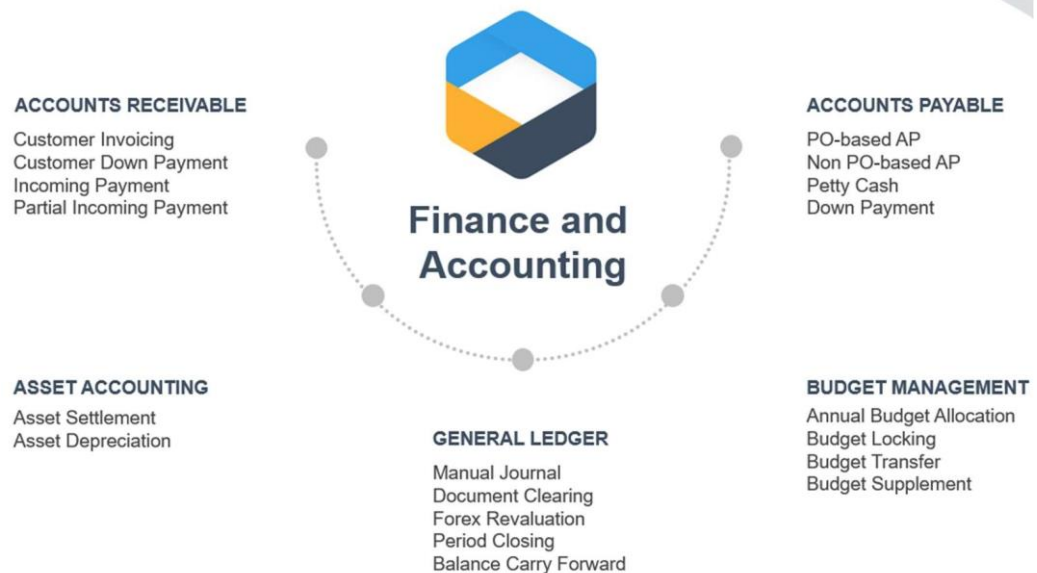 ACCOUNTS RECEIVABLE
Customer Invoicing
Customer Down Payment
Incoming Payment
Partial Incoming Payment
Finance and
Accounting
ACCOUNTS PAYABLE
PO-based AP
Non PO-based AP
Petty Cash
Down Payment
ASSET ACCOUNTING
Asset Settlement
Asset Depreciation
GENERAL LEDGER
Manual Journal
Document Clearing
Forex Revaluation
Period Closing
Balance Carry Forward
BUDGET MANAGEMENT
Annual Budget Allocation
Budget Locking
Budget Transfer
Budget Supplement